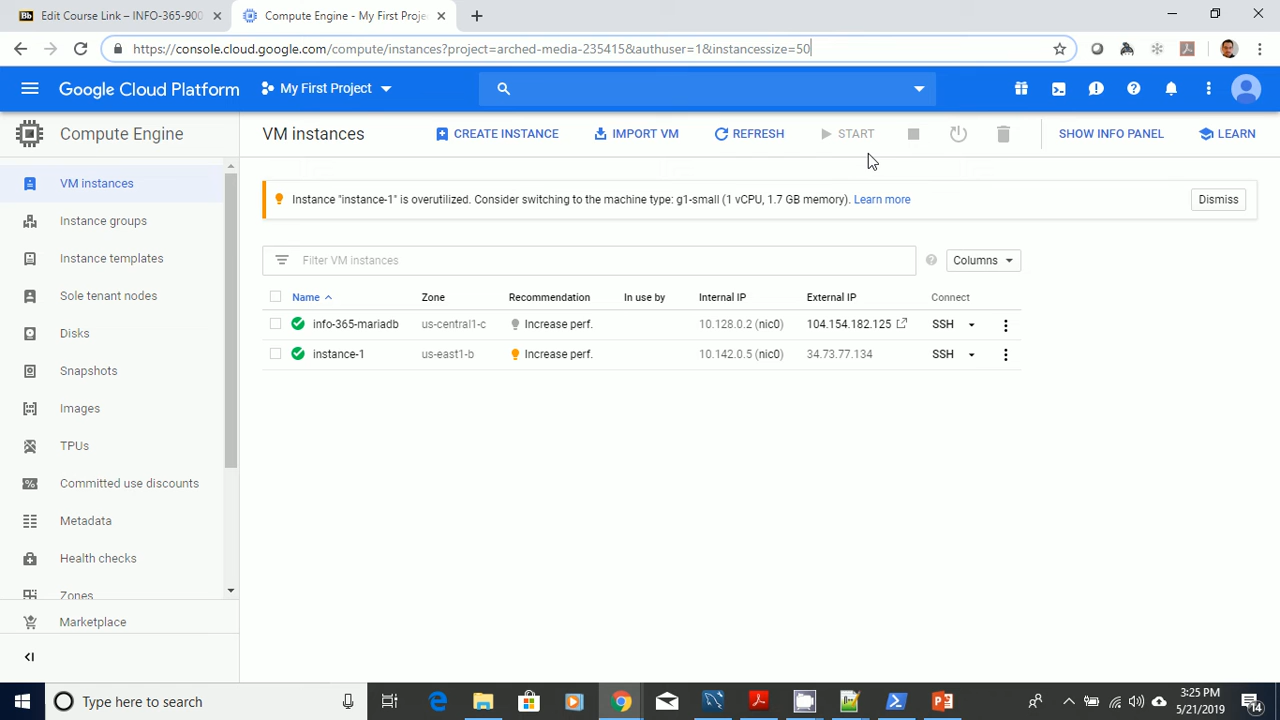 Edit Course Link – INFO-365-900
Compute Engine - My First Proje
https://console.cloud.google.com/compute/instances?project=arched-media-235415&authuser=1&instancessize=50
Google Cloud Platform
My First Project
Compute Engine
VM instances
CREATE INSTANCE
IMPORT VM
REFRESH
START
SHOW INFO PANEL
LEARN
VM instances
Instance groups
Instance templates
Sole tenant nodes
Disks
Snapshots
Images
TPUs
Committed use discounts
Metadata
Health checks
Zones
Marketplace
Instance "instance-1" is overutilized. Consider switching to the machine type: g1-small (1 vCPU, 1.7 GB memory). Learn more
Dismiss
Filter VM instances
Columns
Name Zone Recommendation In use by Internal IP External IP Connect
info-365-mariadb us-central1-c Increase perf. 10.128.0.2 (nic0) 104.154.182.125 SSH
instance-1 us-east1-b Increase perf. 10.142.0.5 (nic0) 34.73.77.134 SSH
Type here to search
3:25 PM
5/21/2019
14